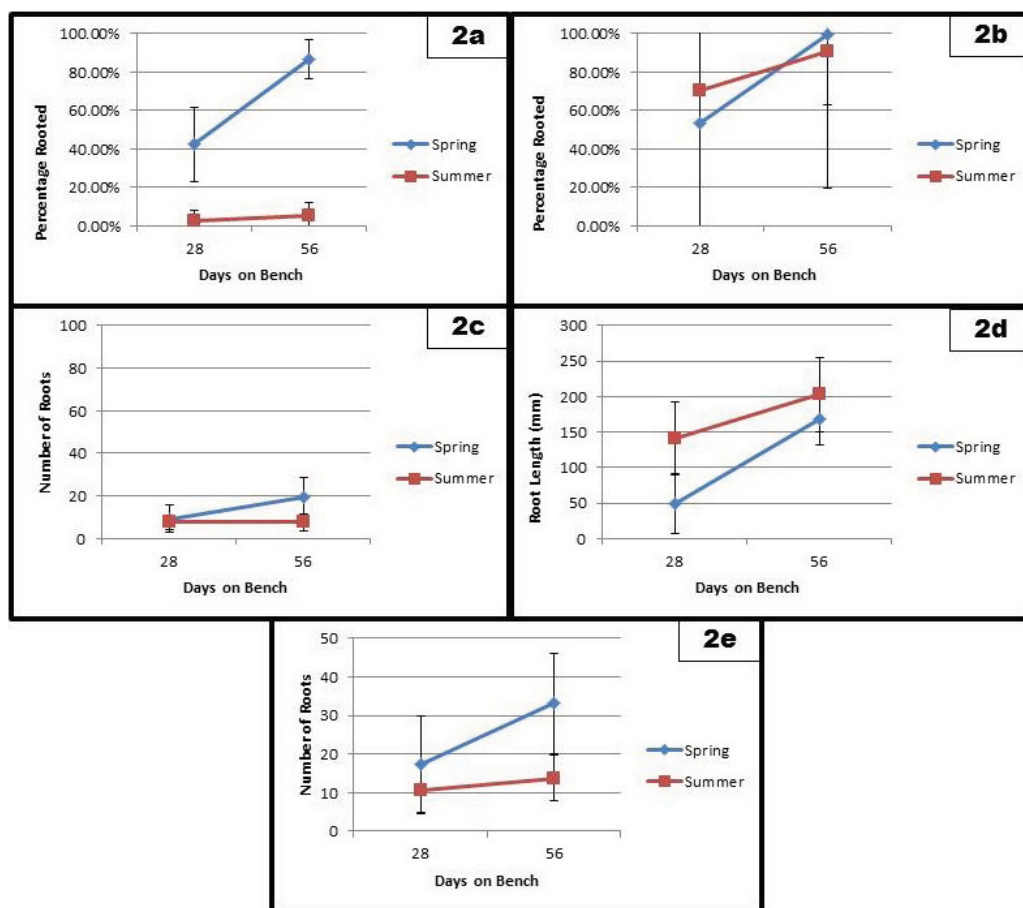 2a
100.00%
80.00%
60.00%
40.00%
20.00%
0.00%
Percentage Rooted
28
56
Days on Bench
Spring
Summer
2b
100.00%
80.00%
60.00%
40.00%
20.00%
0.00%
Percentage Rooted
28
56
Days on Bench
Spring
Summer
2c
100
80
60
40
20
0
Number of Roots
28
56
Days on Bench
Spring
Summer
2d
300
250
200
150
100
50
0
Root Length (mm)
28
56
Days on Bench
Spring
Summer
2e
50
40
30
20
10
0
Number of Roots
28
56
Days on Bench
Spring
Summer